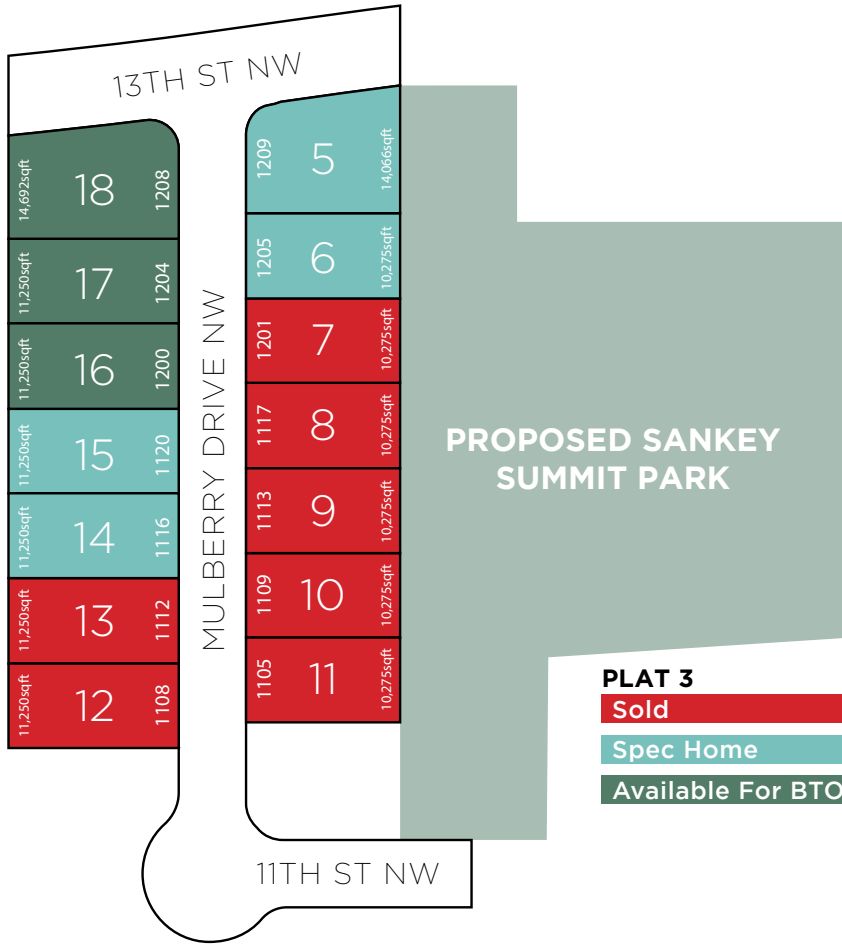 13TH ST NW
14,692sqft 18 1208
11,250sqft 17 1204
11,250sqft 16 1200
11,250sqft 15 1120
11,250sqft 14 1116
11,250sqft 13 1112
11,250sqft 12 1108
MULBERRY DRIVE NW
1209 5 14,066sqft
1205 6 10,275sqft
1201 7 10,275sqft
1117 8 10,275sqft
1113 9 10,275sqft
1109 10 10,275sqft
1105 11 10,275sqft
PROPOSED SANKEY
SUMMIT PARK
PLAT 3
Sold
Spec Home
Available For BTO
11TH ST NW